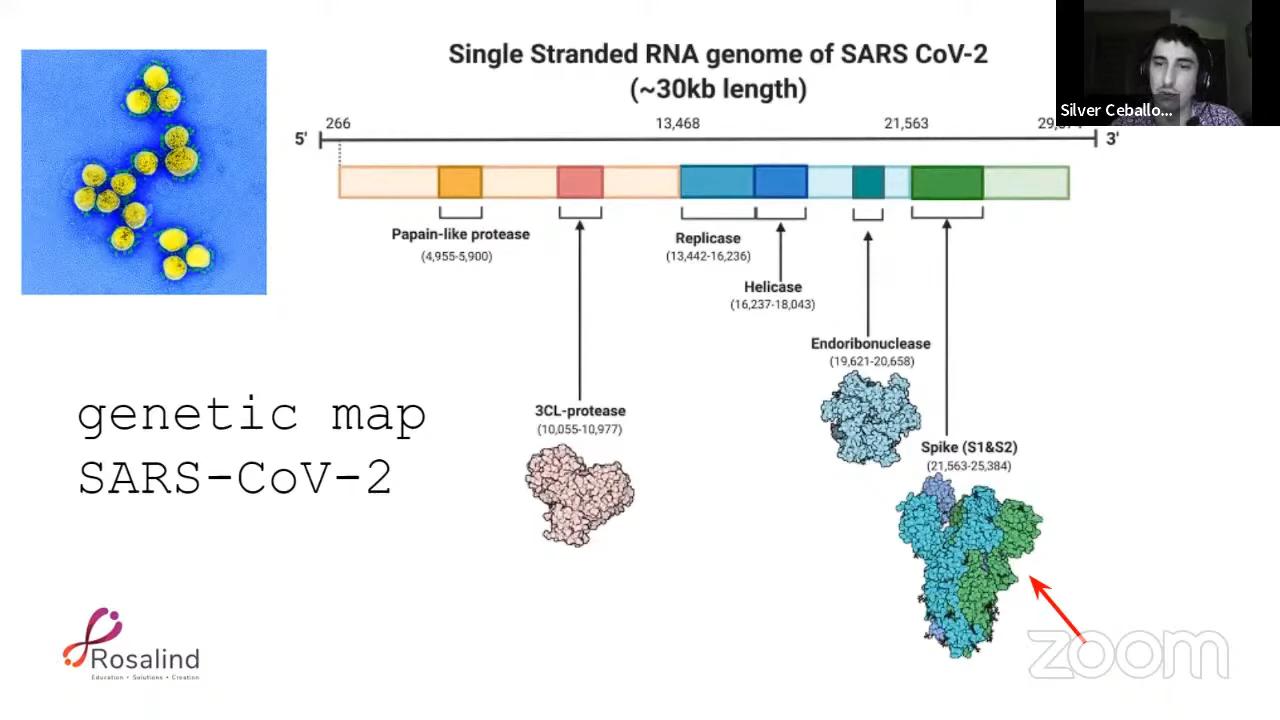 Single Stranded RNA genome of SARS CoV-2
(~30kb length)
Silver Ceballo...
266
13,468
21,563
5'
3'
Papain-like protease
(4,955-5,900)
Replicase
(13,442-16,236)
Helicase
(16,237-18,043)
Endoribonuclease
(19,621-20,658)
3CL-protease
(10,055-10,977)
Spike (S1&S2)
(21,563-25,384)
genetic map
SARS-CoV-2
Rosalind
Education • Solutions • Creation
zoom